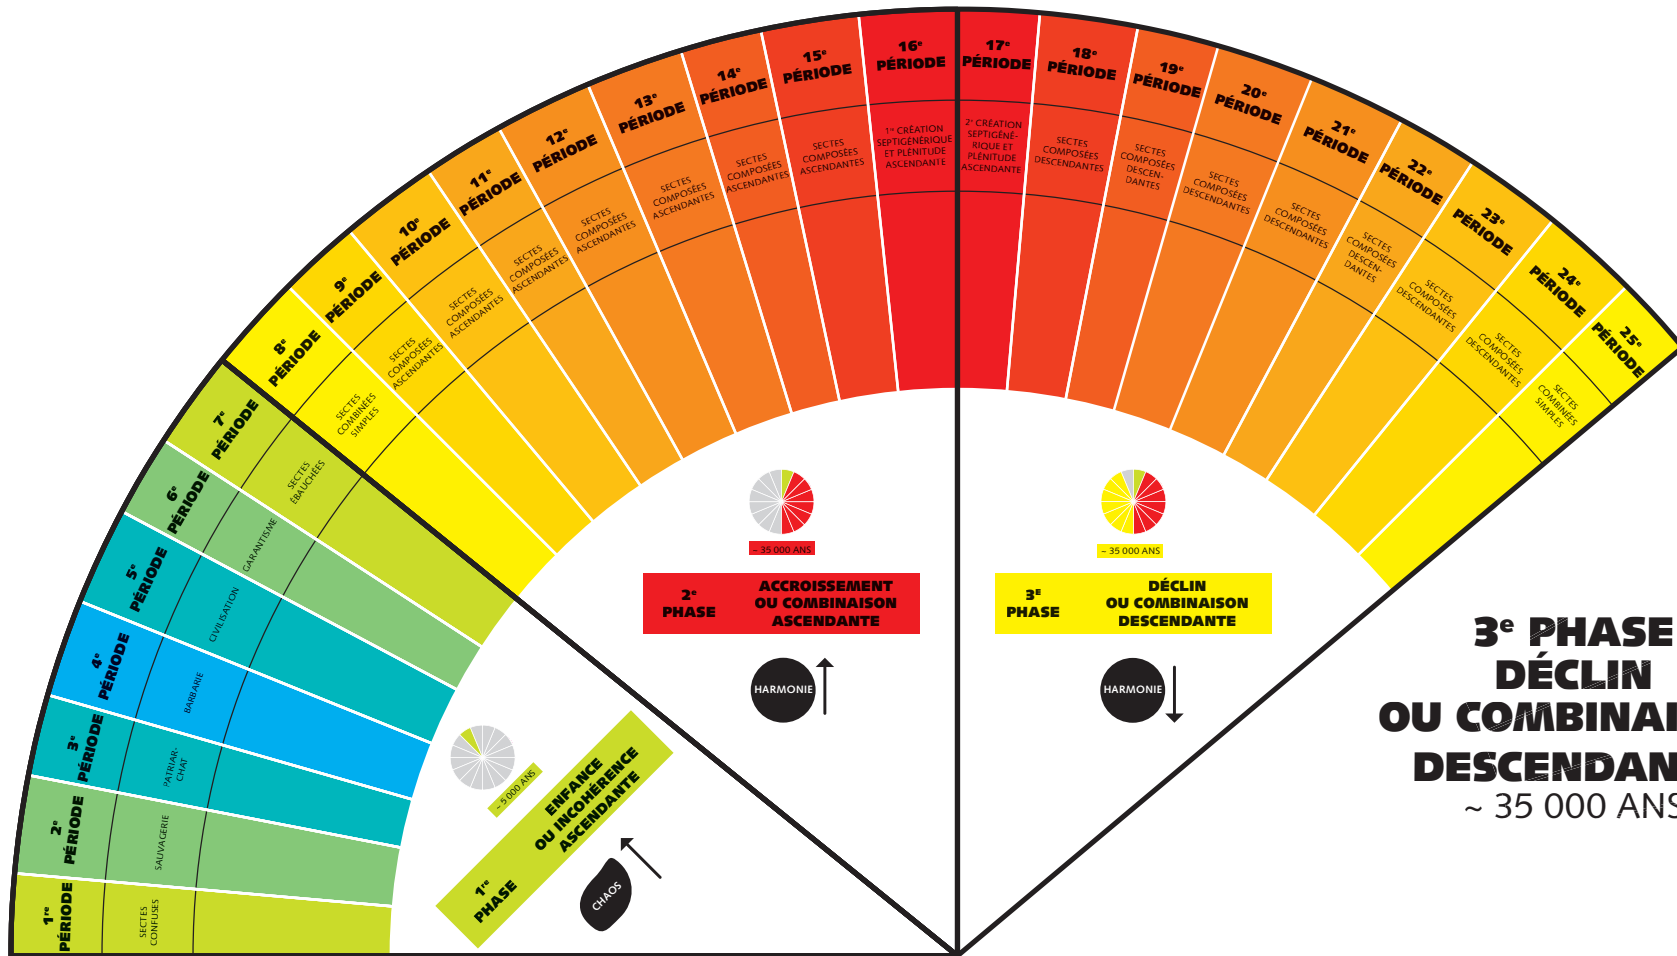 1re
PÉRIODE
SECTES
CONFUSES
2e
PÉRIODE
SAUVAGERIE
3e
PÉRIODE
PATRIAR-
CHAT
4e
PÉRIODE
BARBARIE
5e
PÉRIODE
CIVILISATION
6e
PÉRIODE
GARANTISME
7e
PÉRIODE
SECTES
ÉBAUCHÉES
8e
PÉRIODE
SECTES
COMBINÉES
SIMPLES
9e
PÉRIODE
SECTES
COMPOSÉES
ASCENDANTES
10e
PÉRIODE
SECTES
COMPOSÉES
ASCENDANTES
11e
PÉRIODE
SECTES
COMPOSÉES
ASCENDANTES
12e
PÉRIODE
SECTES
COMPOSÉES
ASCENDANTES
13e
PÉRIODE
SECTES
COMPOSÉES
ASCENDANTES
14e
PÉRIODE
SECTES
COMPOSÉES
ASCENDANTES
15e
PÉRIODE
SECTES
COMPOSÉES
ASCENDANTES
16e
PÉRIODE
1re CRÉATION
SEPTIGÉNÉRIQUE
ET PLÉNITUDE
ASCENDANTE
17e
PÉRIODE
2e CRÉATION
SEPTIGÉNÉ-
RIQUE ET
PLÉNITUDE
ASCENDANTE
18e
PÉRIODE
SECTES
COMPOSÉES
DESCENDANTES
19e
PÉRIODE
SECTES
COMPOSÉES
DESCEN-
DANTES
20e
PÉRIODE
SECTES
COMPOSÉES
DESCENDANTES
21e
PÉRIODE
SECTES
COMPOSÉES
DESCENDANTES
22e
PÉRIODE
SECTES
COMPOSÉES
DESCEN-
DANTES
23e
PÉRIODE
SECTES
COMPOSÉES
DESCENDANTES
24e
PÉRIODE
SECTES
COMPOSÉES
DESCENDANTES
25e
PÉRIODE
SECTES
COMBINÉES
SIMPLES
~ 5 000 ANS
1re
PHASE
ENFANCE
OU INCOHÉRENCE
ASCENDANTE
CHAOS
~ 35 000 ANS
2e
PHASE
ACCROISSEMENT
OU COMBINAISON
ASCENDANTE
HARMONIE
~ 35 000 ANS
3E
PHASE
DÉCLIN
OU COMBINAISON
DESCENDANTE
HARMONIE
3e PHASE
DÉCLIN
OU COMBINAI
DESCENDAN
~ 35 000 ANS